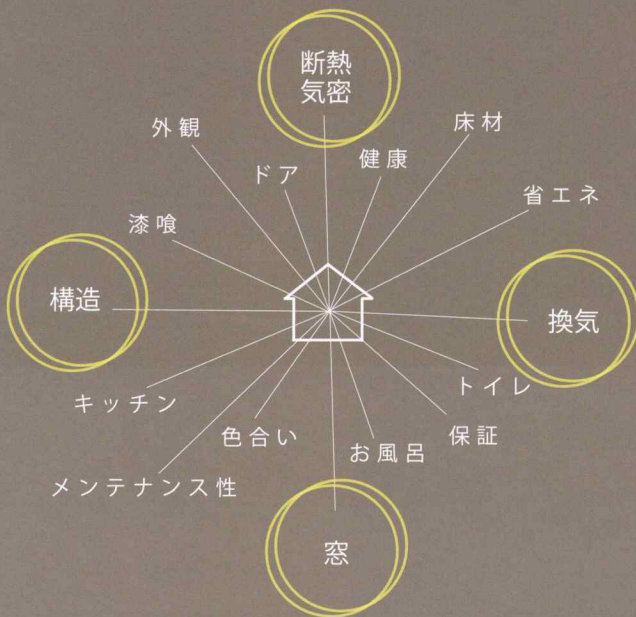 断熱
気密
床材
外観
健康
ドア
省エネ
漆喰
構造
換気
トイレ
キッチン
色合い
保証
お風呂
メンテナンス性
窓